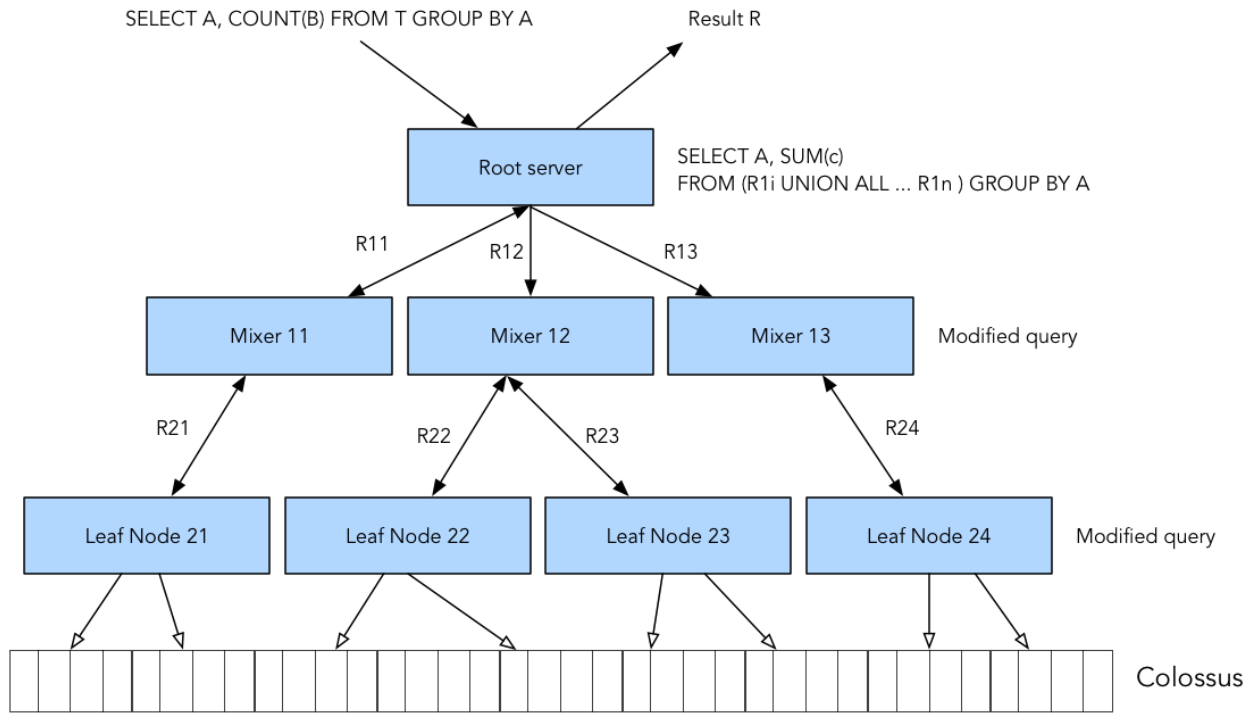 SELECT A, COUNT(B) FROM T GROUP BY A
Result R
Root server
SELECT A, SUM(c)
FROM (R1i UNION ALL ... R1n ) GROUP BY A
R11
R12
R13
Mixer 11
Mixer 12
Mixer 13
Modified query
R21
R22
R23
R24
Leaf Node 21
Leaf Node 22
Leaf Node 23
Leaf Node 24
Modified query
Colossus